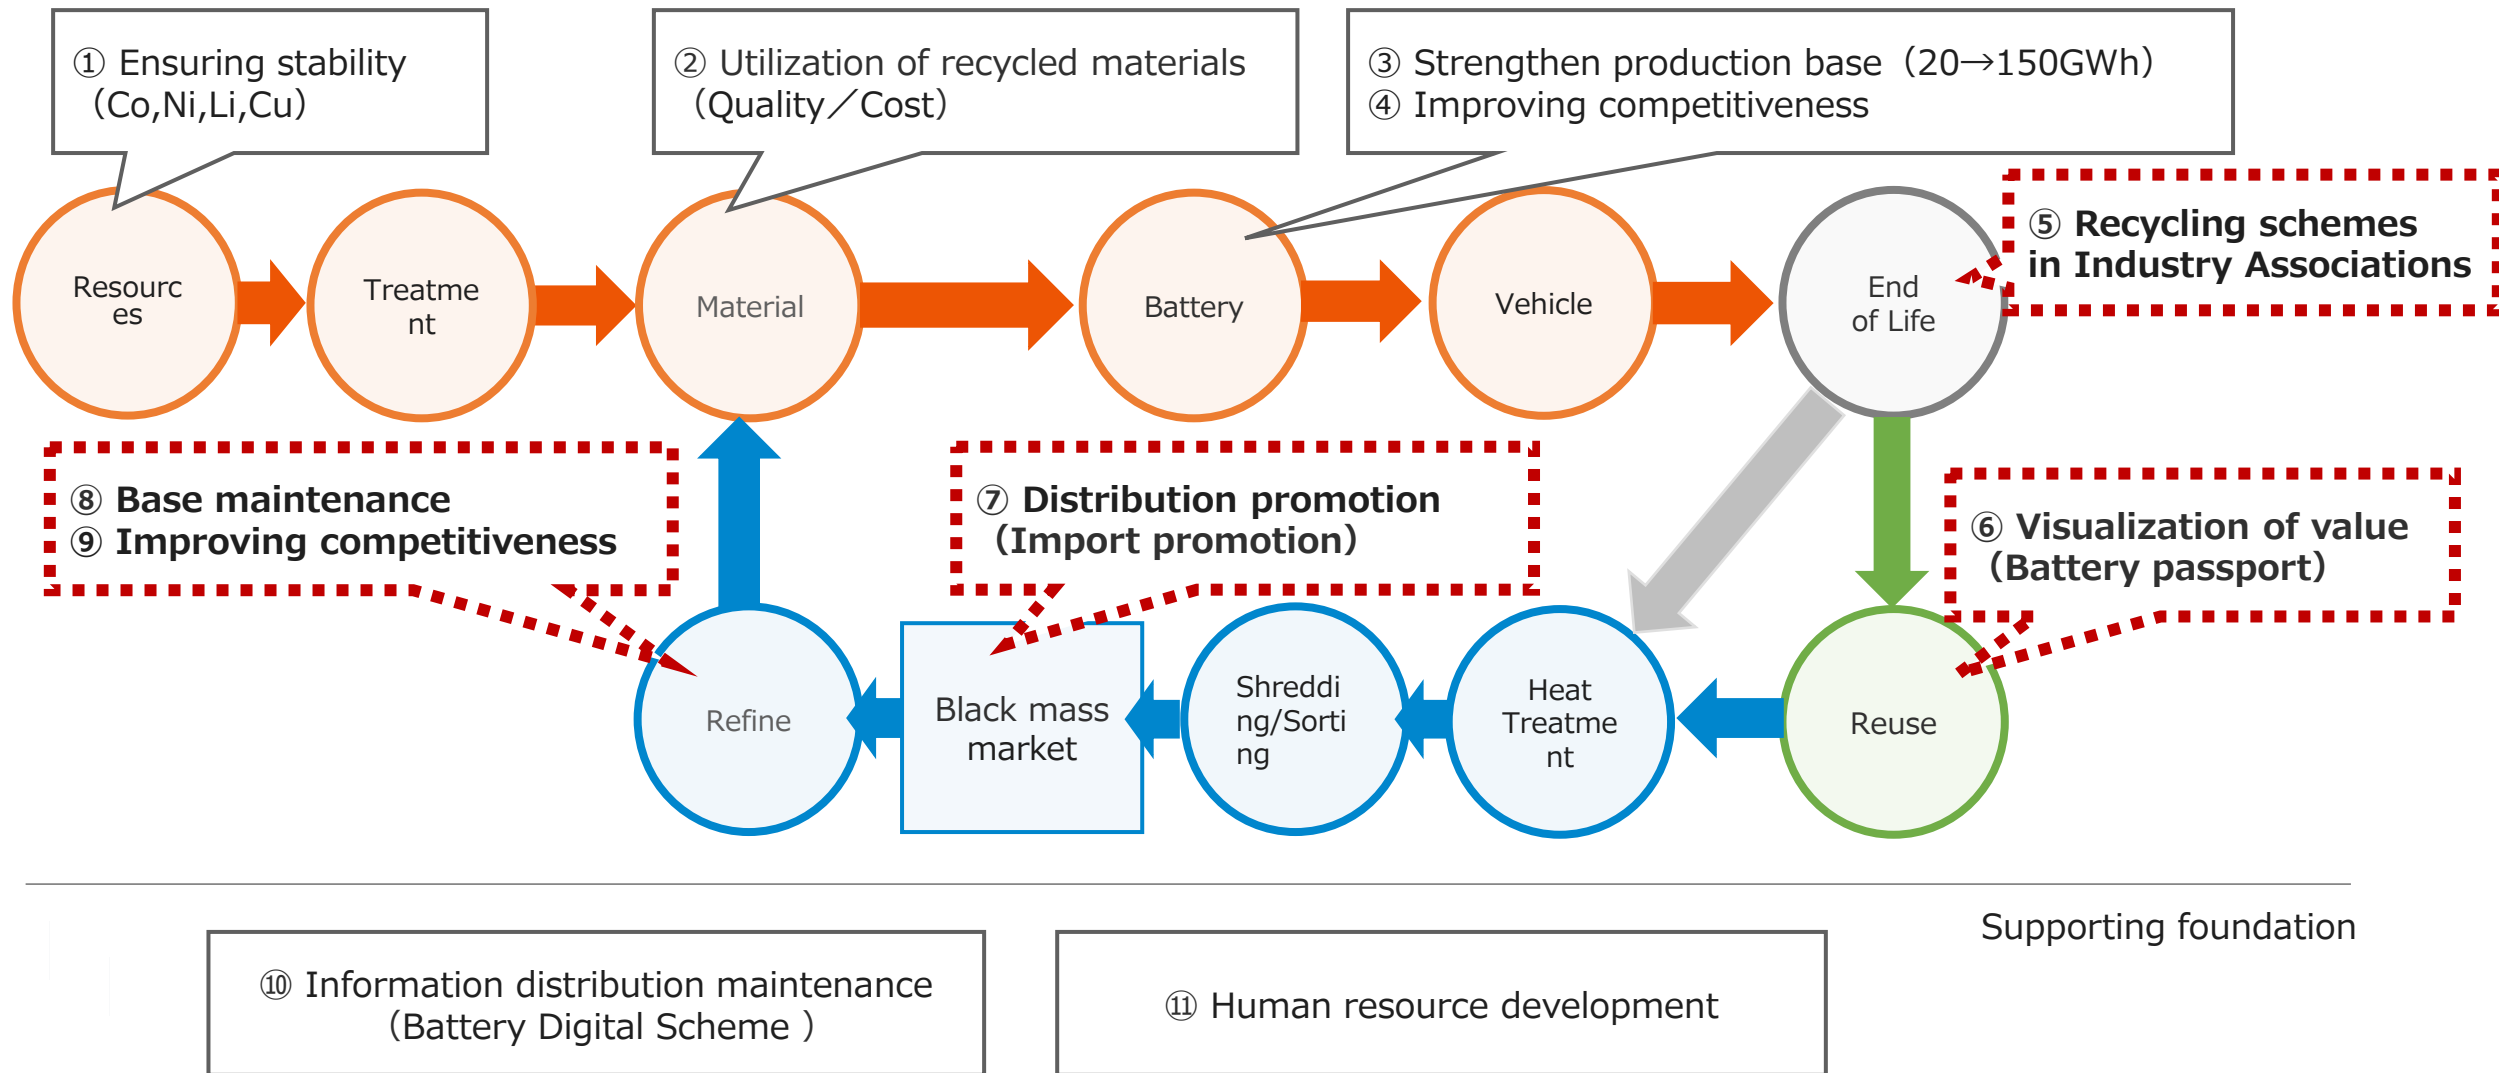 ① Ensuring stability
（Co,Ni,Li,Cu）
② Utilization of recycled materials
（Quality／Cost）
③ Strengthen production base（20→150GWh）
④ Improving competitiveness
Resourc
es
Treatme
nt
Material
Battery
Vehicle
End
of Life
⑤ Recycling schemes
in Industry Associations
⑧ Base maintenance
⑨ Improving competitiveness
⑦ Distribution promotion
（Import promotion）
⑥ Visualization of value
（Battery passport）
Refine
Black mass
market
Shreddi
ng/Sorti
ng
Heat
Treatme
nt
Reuse
Supporting foundation
⑩ Information distribution maintenance
（Battery Digital Scheme ）
⑪ Human resource development